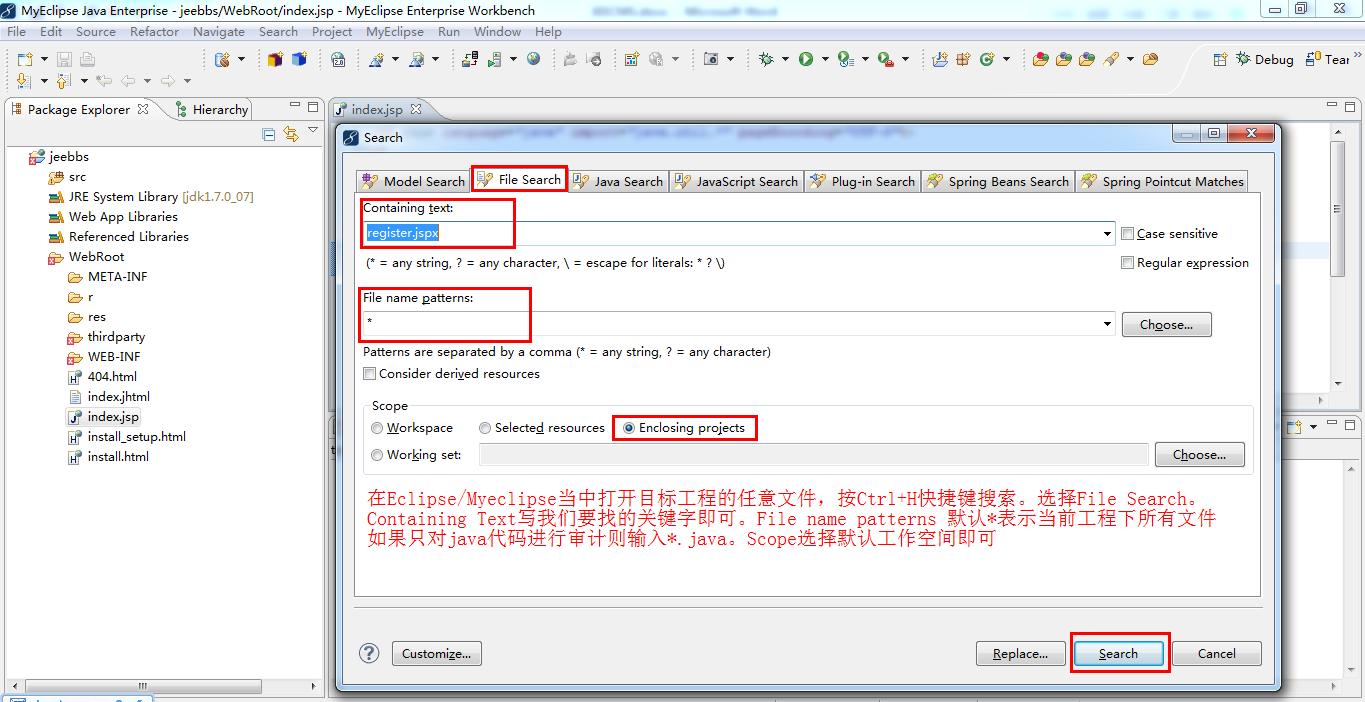 MyEclipse Java Enterprise - jeebbs/WebRoot/index.jsp - MyEclipse Enterprise Workbench
File Edit Source Refactor Navigate Search Project MyEclipse Run Window Help
Debug
Package Explorer
Hierarchy
index.jsp
jeebbs
src
JRE System Library [jdk1.7.0_07]
Web App Libraries
Referenced Libraries
WebRoot
META-INF
r
res
thirdparty
WEB-INF
404.html
index.jhtml
index.jsp
install_setup.html
install.html
Search
Model Search
File Search
Java Search
JavaScript Search
Plug-in Search
Spring Beans Search
Spring Pointcut Matches
Containing text:
register.jspx
Case sensitive
(* = any string, ? = any character, \ = escape for literals: * ? \)
Regular expression
File name patterns:
*
Choose...
Patterns are separated by a comma (* = any string, ? = any character)
Consider derived resources
Scope
Workspace
Selected resources
Enclosing projects
Working set:
Choose...
在Eclipse/Myeclipse当中打开目标工程的任意文件，按Ctrl+H快捷键搜索。选择File Search。
Containing Text写我们要找的关键字即可。File name patterns 默认*表示当前工程下所有文件
如果只对java代码进行审计则输入*.java。Scope选择默认工作空间即可
Customize...
Replace...
Search
Cancel